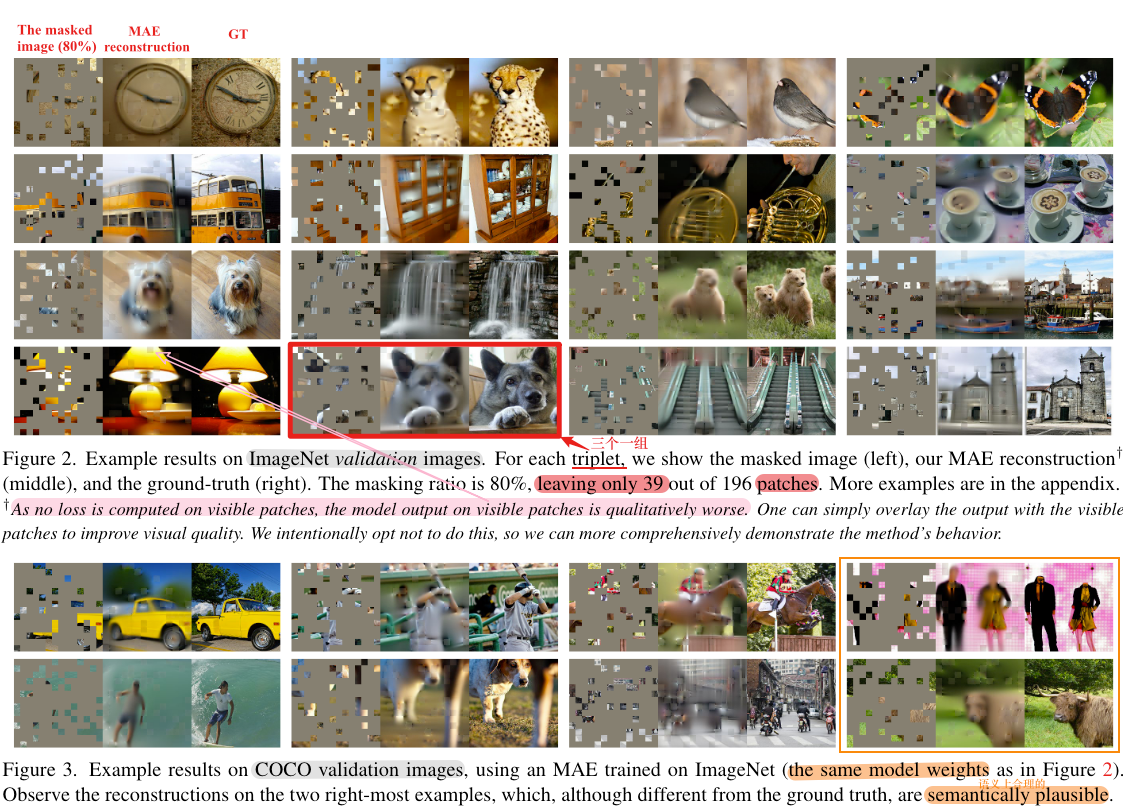 The masked
image (80%)
MAE
reconstruction
GT
三个一组
Figure 2. Example results on ImageNet validation images. For each triplet, we show the masked image (left), our MAE reconstruction†
(middle), and the ground-truth (right). The masking ratio is 80%, leaving only 39 out of 196 patches. More examples are in the appendix.
†As no loss is computed on visible patches, the model output on visible patches is qualitatively worse. One can simply overlay the output with the visible
patches to improve visual quality. We intentionally opt not to do this, so we can more comprehensively demonstrate the method's behavior.
Figure 3. Example results on COCO validation images, using an MAE trained on ImageNet (the same model weights as in Figure 2).
语义上合理的
Observe the reconstructions on the two right-most examples, which, although different from the ground truth, are semantically plausible.